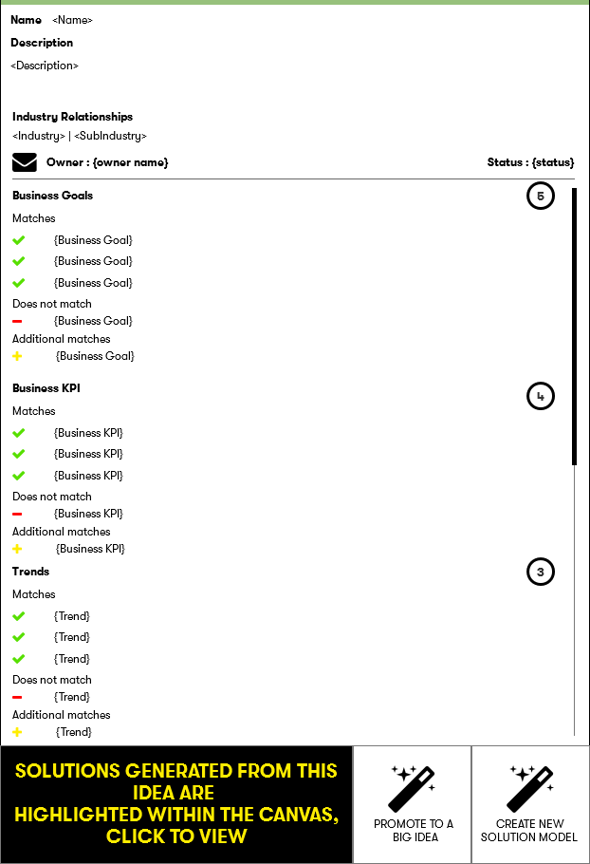 Name <Name>
Description
<Description>
Industry Relationships
<Industry> | <SubIndustry>
Owner : {owner name} Status : {status}
Business Goals 5
Matches
{Business Goal}
{Business Goal}
{Business Goal}
Does not match
{Business Goal}
Additional matches
{Business Goal}
Business KPI 4
Matches
{Business KPI}
{Business KPI}
{Business KPI}
Does not match
{Business KPI}
Additional matches
{Business KPI}
Trends 3
Matches
{Trend}
{Trend}
{Trend}
Does not match
{Trend}
Additional matches
{Trend}
SOLUTIONS GENERATED FROM THIS
IDEA ARE
HIGHLIGHTED WITHIN THE CANVAS,
CLICK TO VIEW
PROMOTE TO A
BIG IDEA
CREATE NEW
SOLUTION MODEL